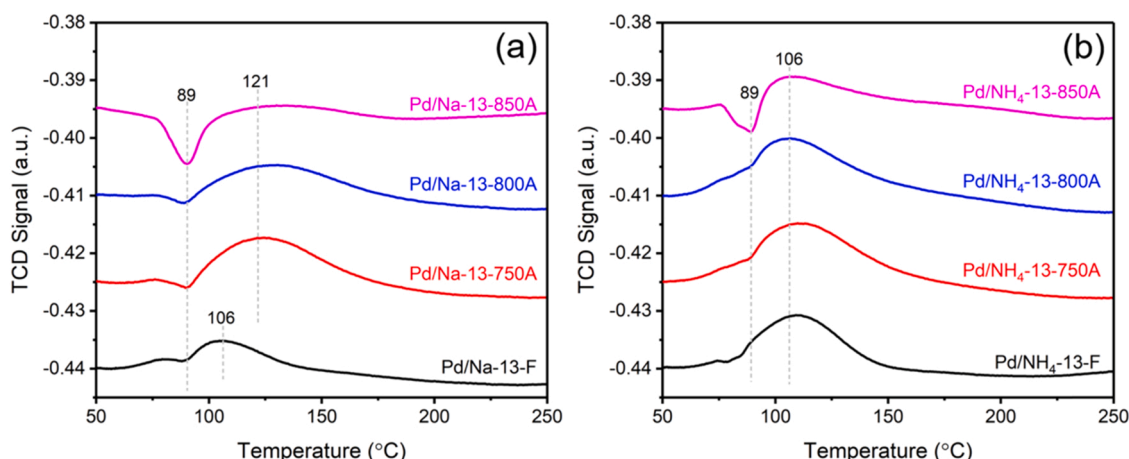 (a)
-0.38
-0.39
-0.40
-0.41
-0.42
-0.43
-0.44
TCD Signal (a.u.)
89
121
106
Pd/Na-13-850A
Pd/Na-13-800A
Pd/Na-13-750A
Pd/Na-13-F
50 100 150 200 250
Temperature (°C)
(b)
-0.38
-0.39
-0.40
-0.41
-0.42
-0.43
-0.44
TCD Signal (a.u.)
106
89
Pd/NH₄-13-850A
Pd/NH₄-13-800A
Pd/NH₄-13-750A
Pd/NH₄-13-F
50 100 150 200 250
Temperature (°C)